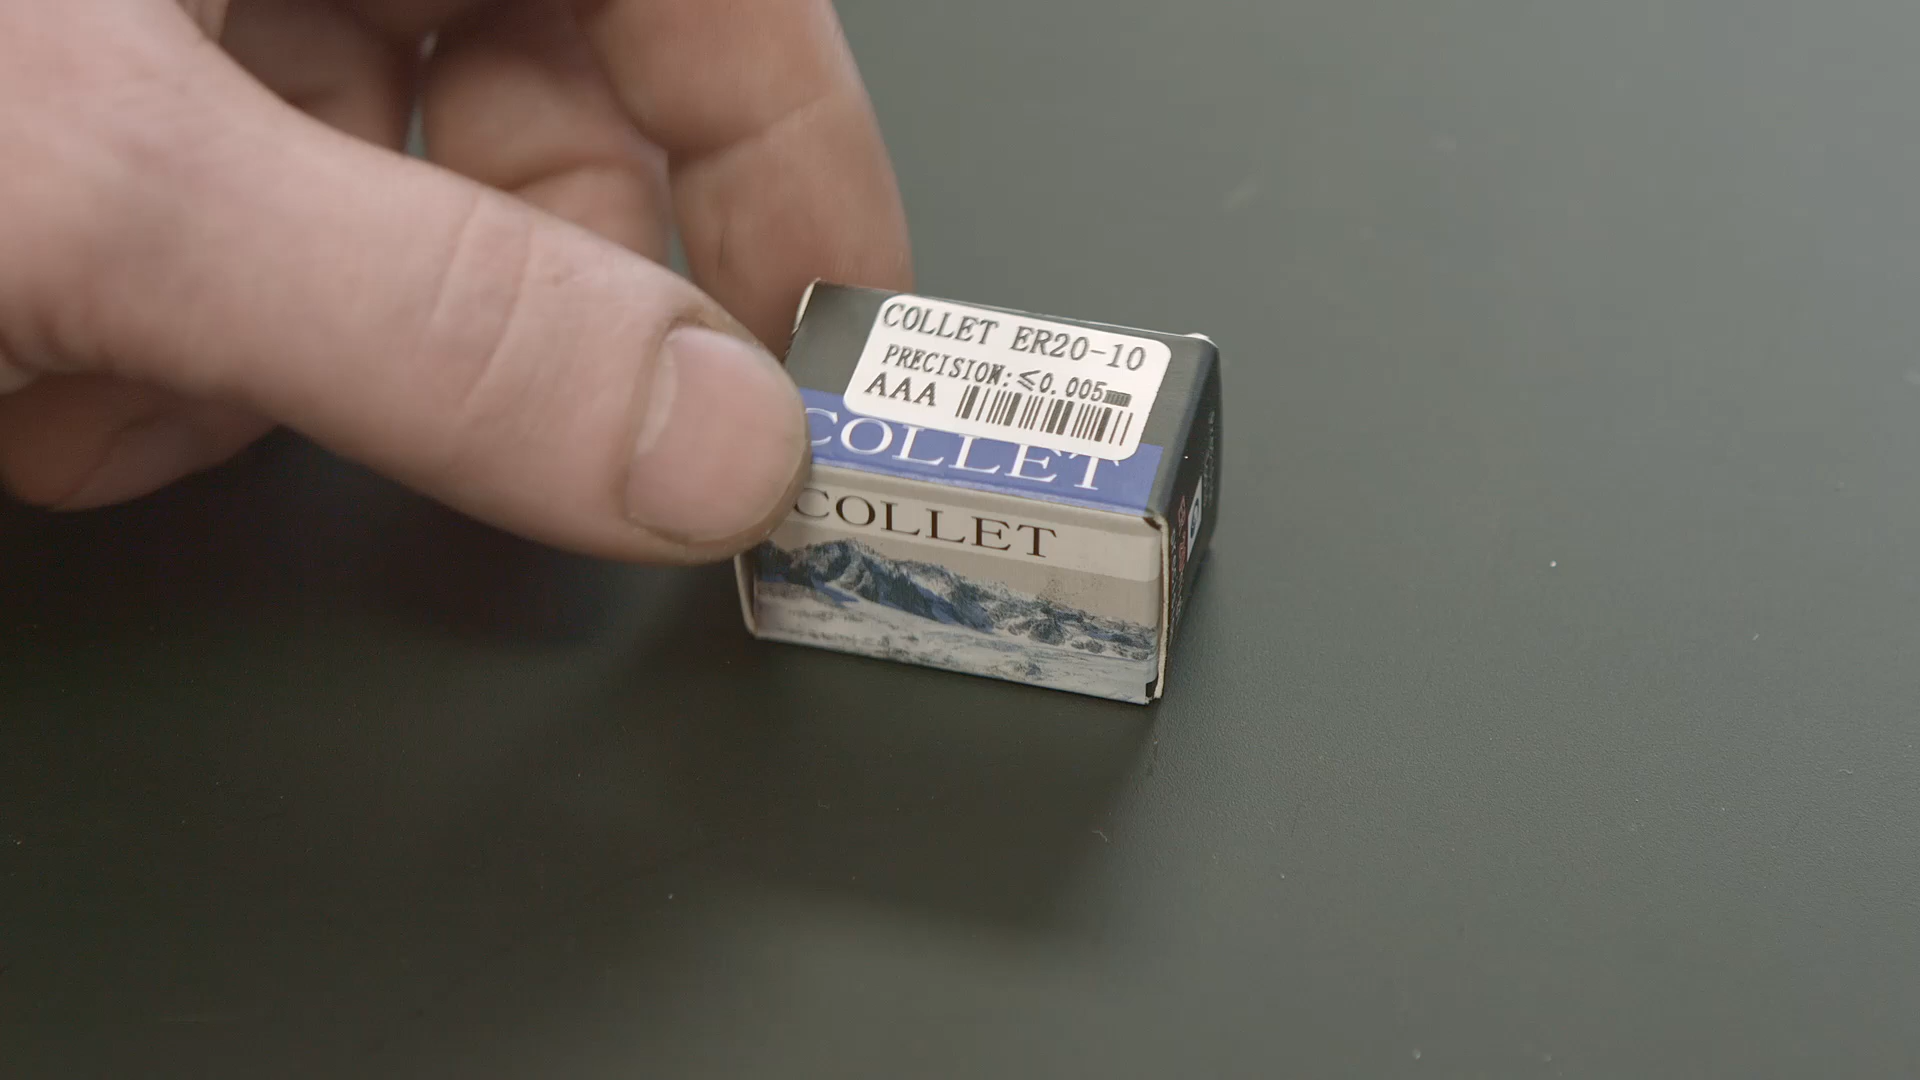 COLLET ER20-10
PRECISION:≤0.005mm
AAA
COLLET
COLLET